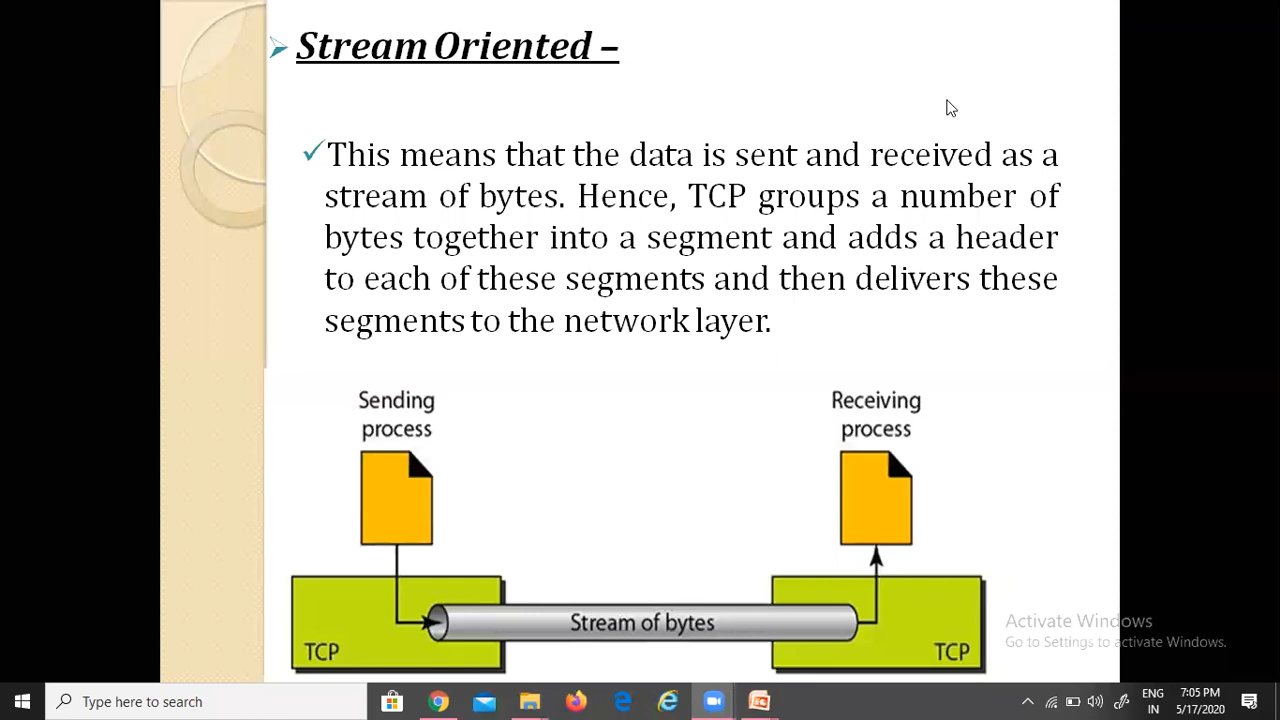 Stream Oriented –
This means that the data is sent and received as a
stream of bytes. Hence, TCP groups a number of
bytes together into a segment and adds a header
to each of these segments and then delivers these
segments to the network layer.
Sending
process
Receiving
process
Stream of bytes
TCP
TCP
Activate Windows
Go to Settings to activate Windows.
Type here to search
ENG
IN
7:05 PM
5/17/2020